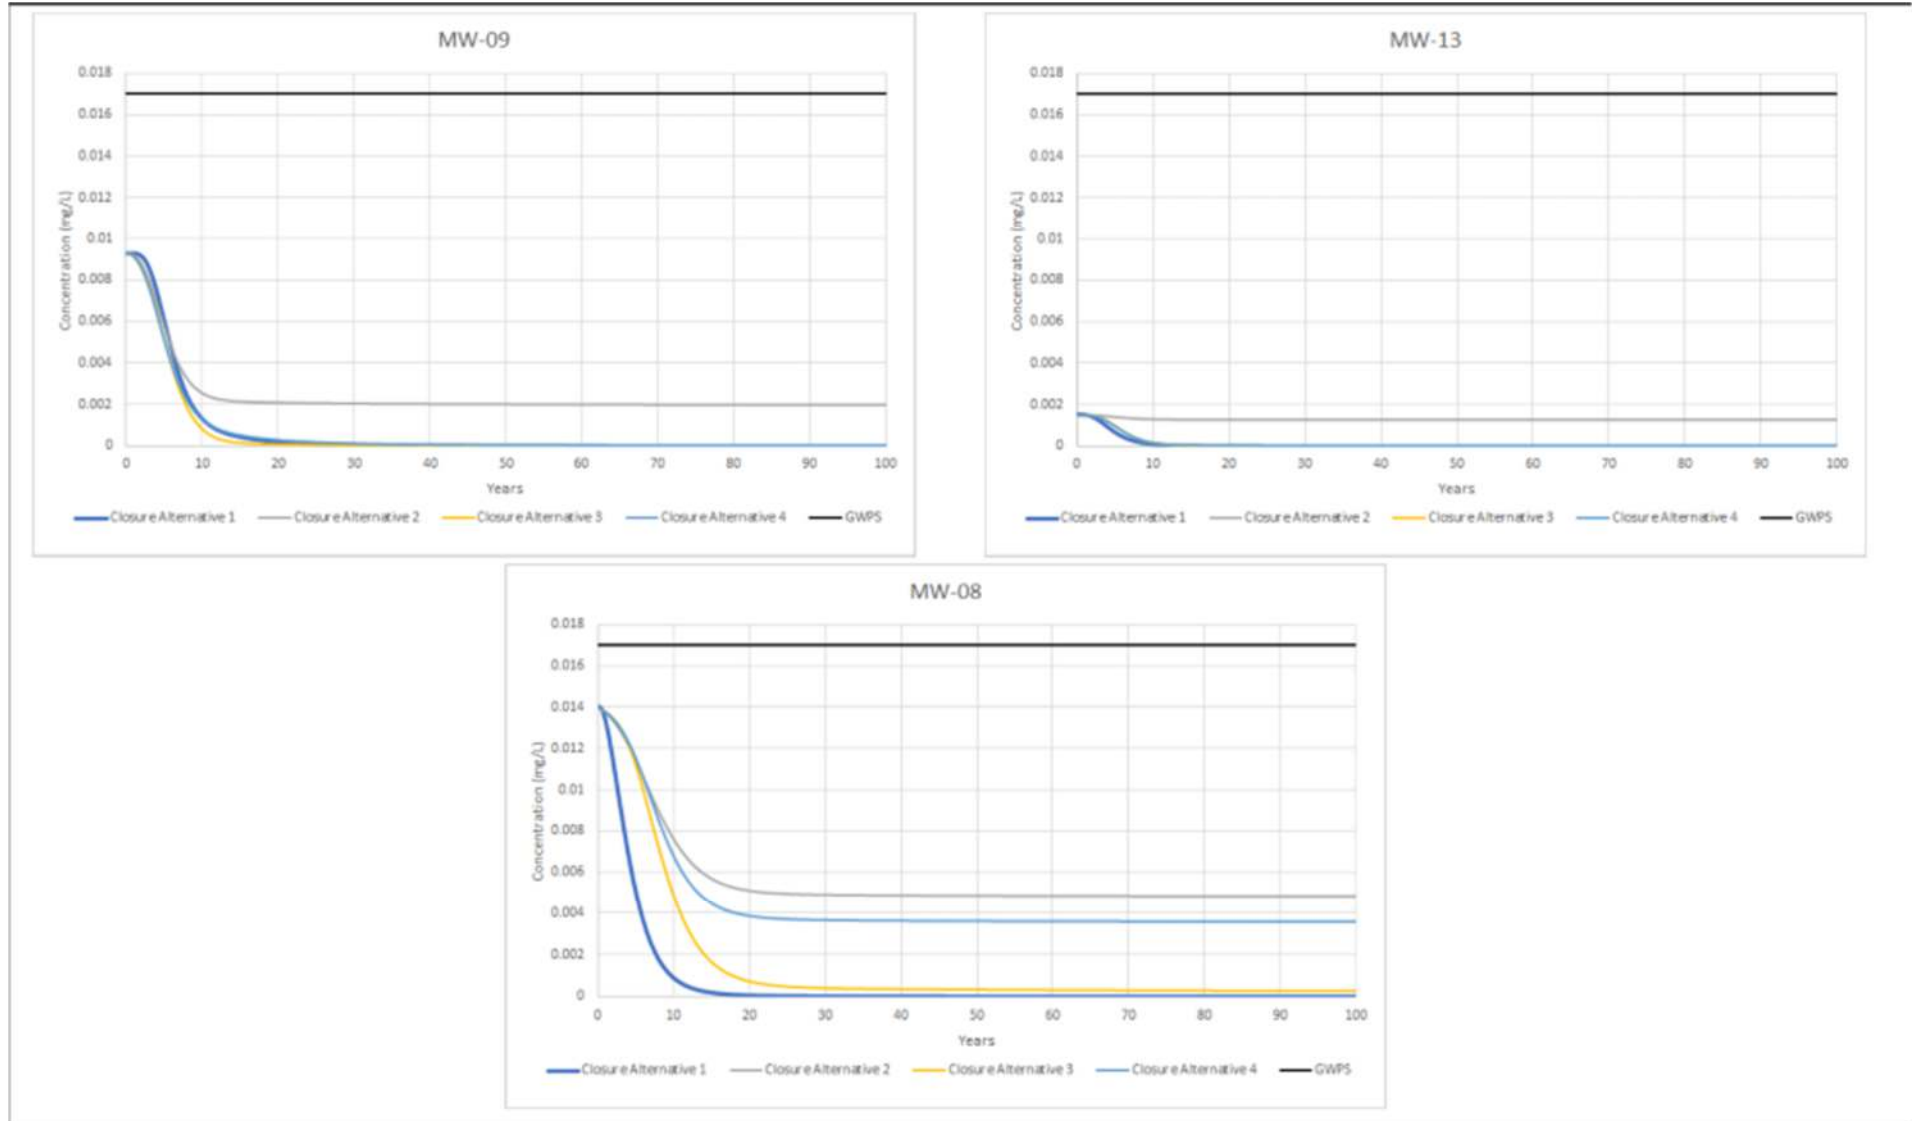 MW-09
0.018
0.016
0.014
0.012
0.01
0.008
0.006
0.004
0.002
0
Concentration (mg/L)
0 10 20 30 40 50 60 70 80 90 100
Years
Closure Alternative 1 Closure Alternative 2 Closure Alternative 3 Closure Alternative 4 GWPS
MW-13
0.018
0.016
0.014
0.012
0.01
0.008
0.006
0.004
0.002
0
Concentration (mg/L)
0 10 20 30 40 50 60 70 80 90 100
Years
Closure Alternative 1 Closure Alternative 2 Closure Alternative 3 Closure Alternative 4 GWPS
MW-08
0.018
0.016
0.014
0.012
0.01
0.008
0.006
0.004
0.002
0
Concentration (mg/L)
0 10 20 30 40 50 60 70 80 90 100
Years
Closure Alternative 1 Closure Alternative 2 Closure Alternative 3 Closure Alternative 4 GWPS